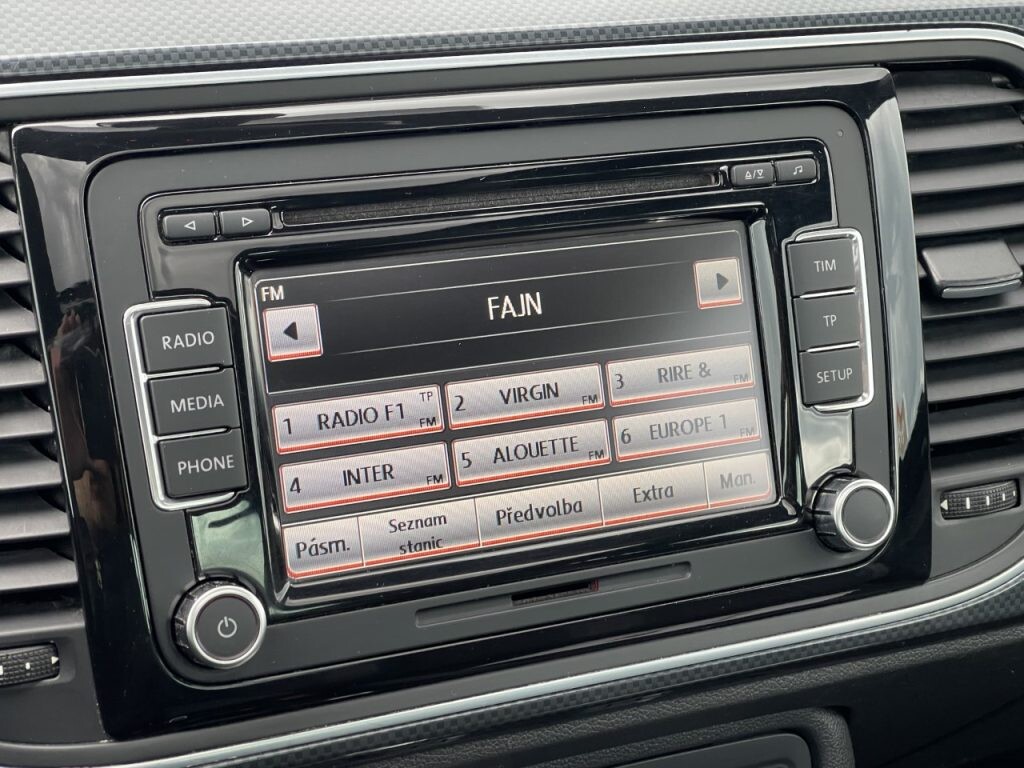 FM
FAJN
1 RADIO F1 TP FM
2 VIRGIN FM
3 RIRE & FM
4 INTER FM
5 ALOUETTE FM
6 EUROPE 1 FM
Pásm.
Seznam
stanic
Předvolba
Extra
Man.
RADIO
MEDIA
PHONE
TIM
TP
SETUP